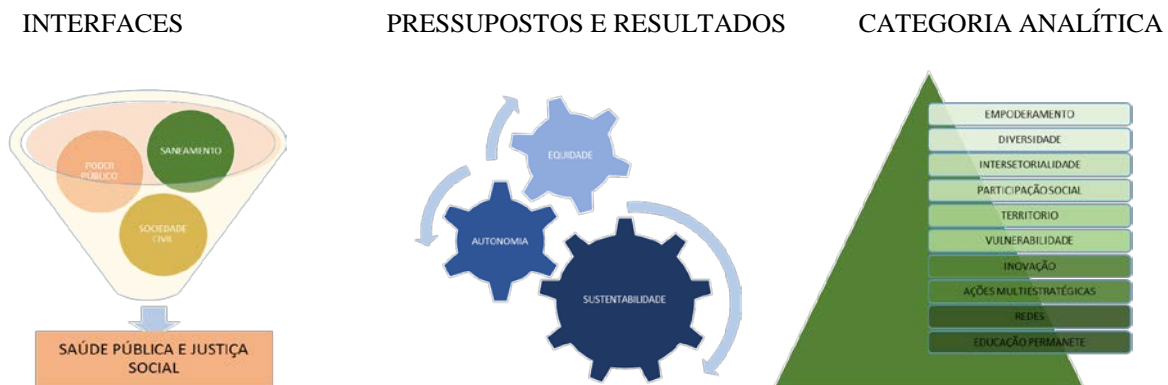 INTERFACES
PRESSUPOSTOS E RESULTADOS
CATEGORIA ANALÍTICA
PODER
PÚBLICO
SANEAMENTO
SOCIEDADE
CIVIL
SAÚDE PÚBLICA E JUSTIÇA
SOCIAL
EQUIDADE
AUTONOMIA
SUSTENTABILIDADE
EMPODERAMENTO
DIVERSIDADE
INTERSETORIALIDADE
PARTICIPAÇÃO SOCIAL
TERRITORIO
VULNERABILIDADE
INOVAÇÃO
AÇÕES MULTIESTRATÉGICAS
REDES
EDUCAÇÃO PERMANETE